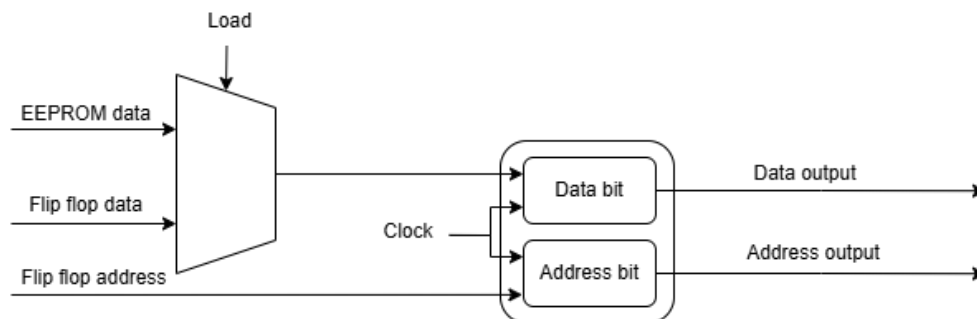 Load
EEPROM data
Flip flop data
Flip flop address
Clock
Data bit
Address bit
Data output
Address output